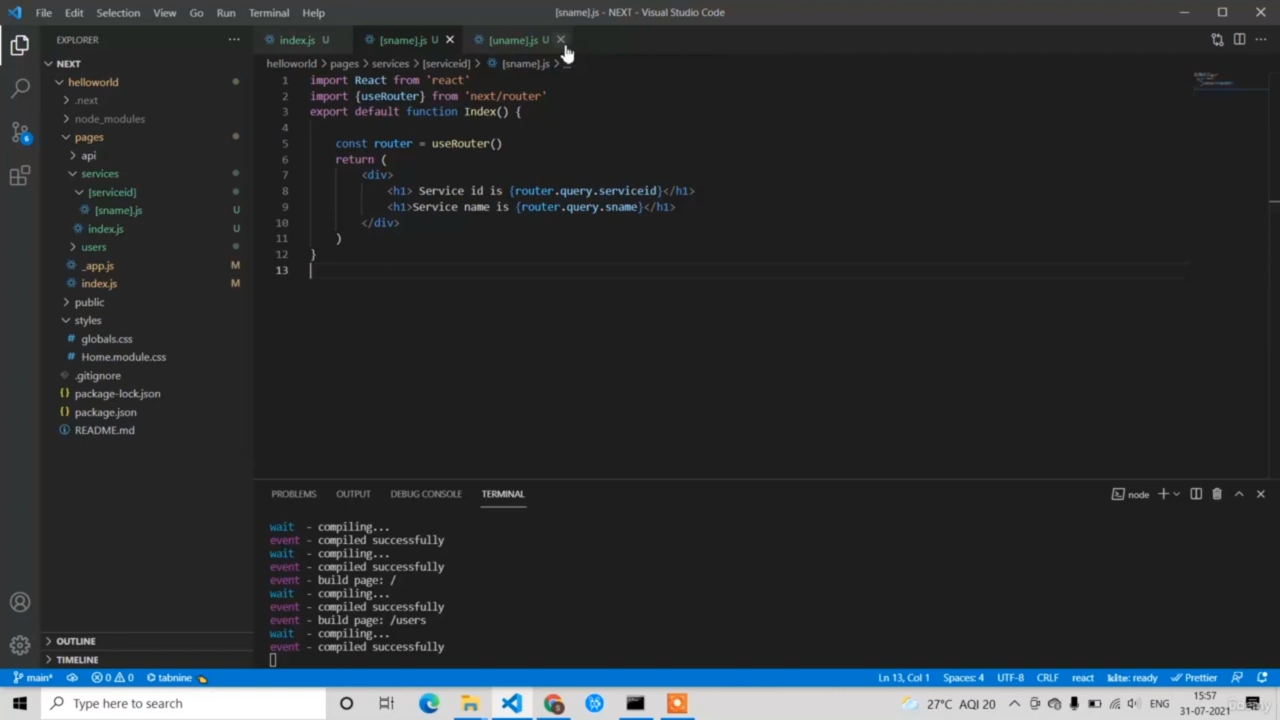 File Edit Selection View Go Run Terminal Help [sname].js - NEXT - Visual Studio Code
EXPLORER
NEXT
helloworld
.next
node_modules
pages
api
services
[serviceid]
[sname].js U
index.js U
users
_app.js M
index.js M
public
styles
# globals.css
# Home.module.css
.gitignore
{} package-lock.json
{} package.json
README.md
OUTLINE
TIMELINE
index.js U [sname].js U [uname].js U
helloworld > pages > services > [serviceid] > [sname].js > ...
1 import React from 'react'
2 import {useRouter} from 'next/router'
3 export default function Index() {
4
5 const router = useRouter()
6 return (
7 <div>
8 <h1> Service id is {router.query.serviceid}</h1>
9 <h1>Service name is {router.query.sname}</h1>
10 </div>
11 )
12 }
13
PROBLEMS OUTPUT DEBUG CONSOLE TERMINAL node
wait - compiling...
event - compiled successfully
wait - compiling...
event - compiled successfully
event - build page: /
wait - compiling...
event - compiled successfully
event - build page: /users
wait - compiling...
event - compiled successfully
main* 0 0 tabnine Ln 13, Col 1 Spaces: 4 UTF-8 CRLF react kite: ready Prettier
Type here to search 27°C AQI 20 ENG 15:57
31-07-2021